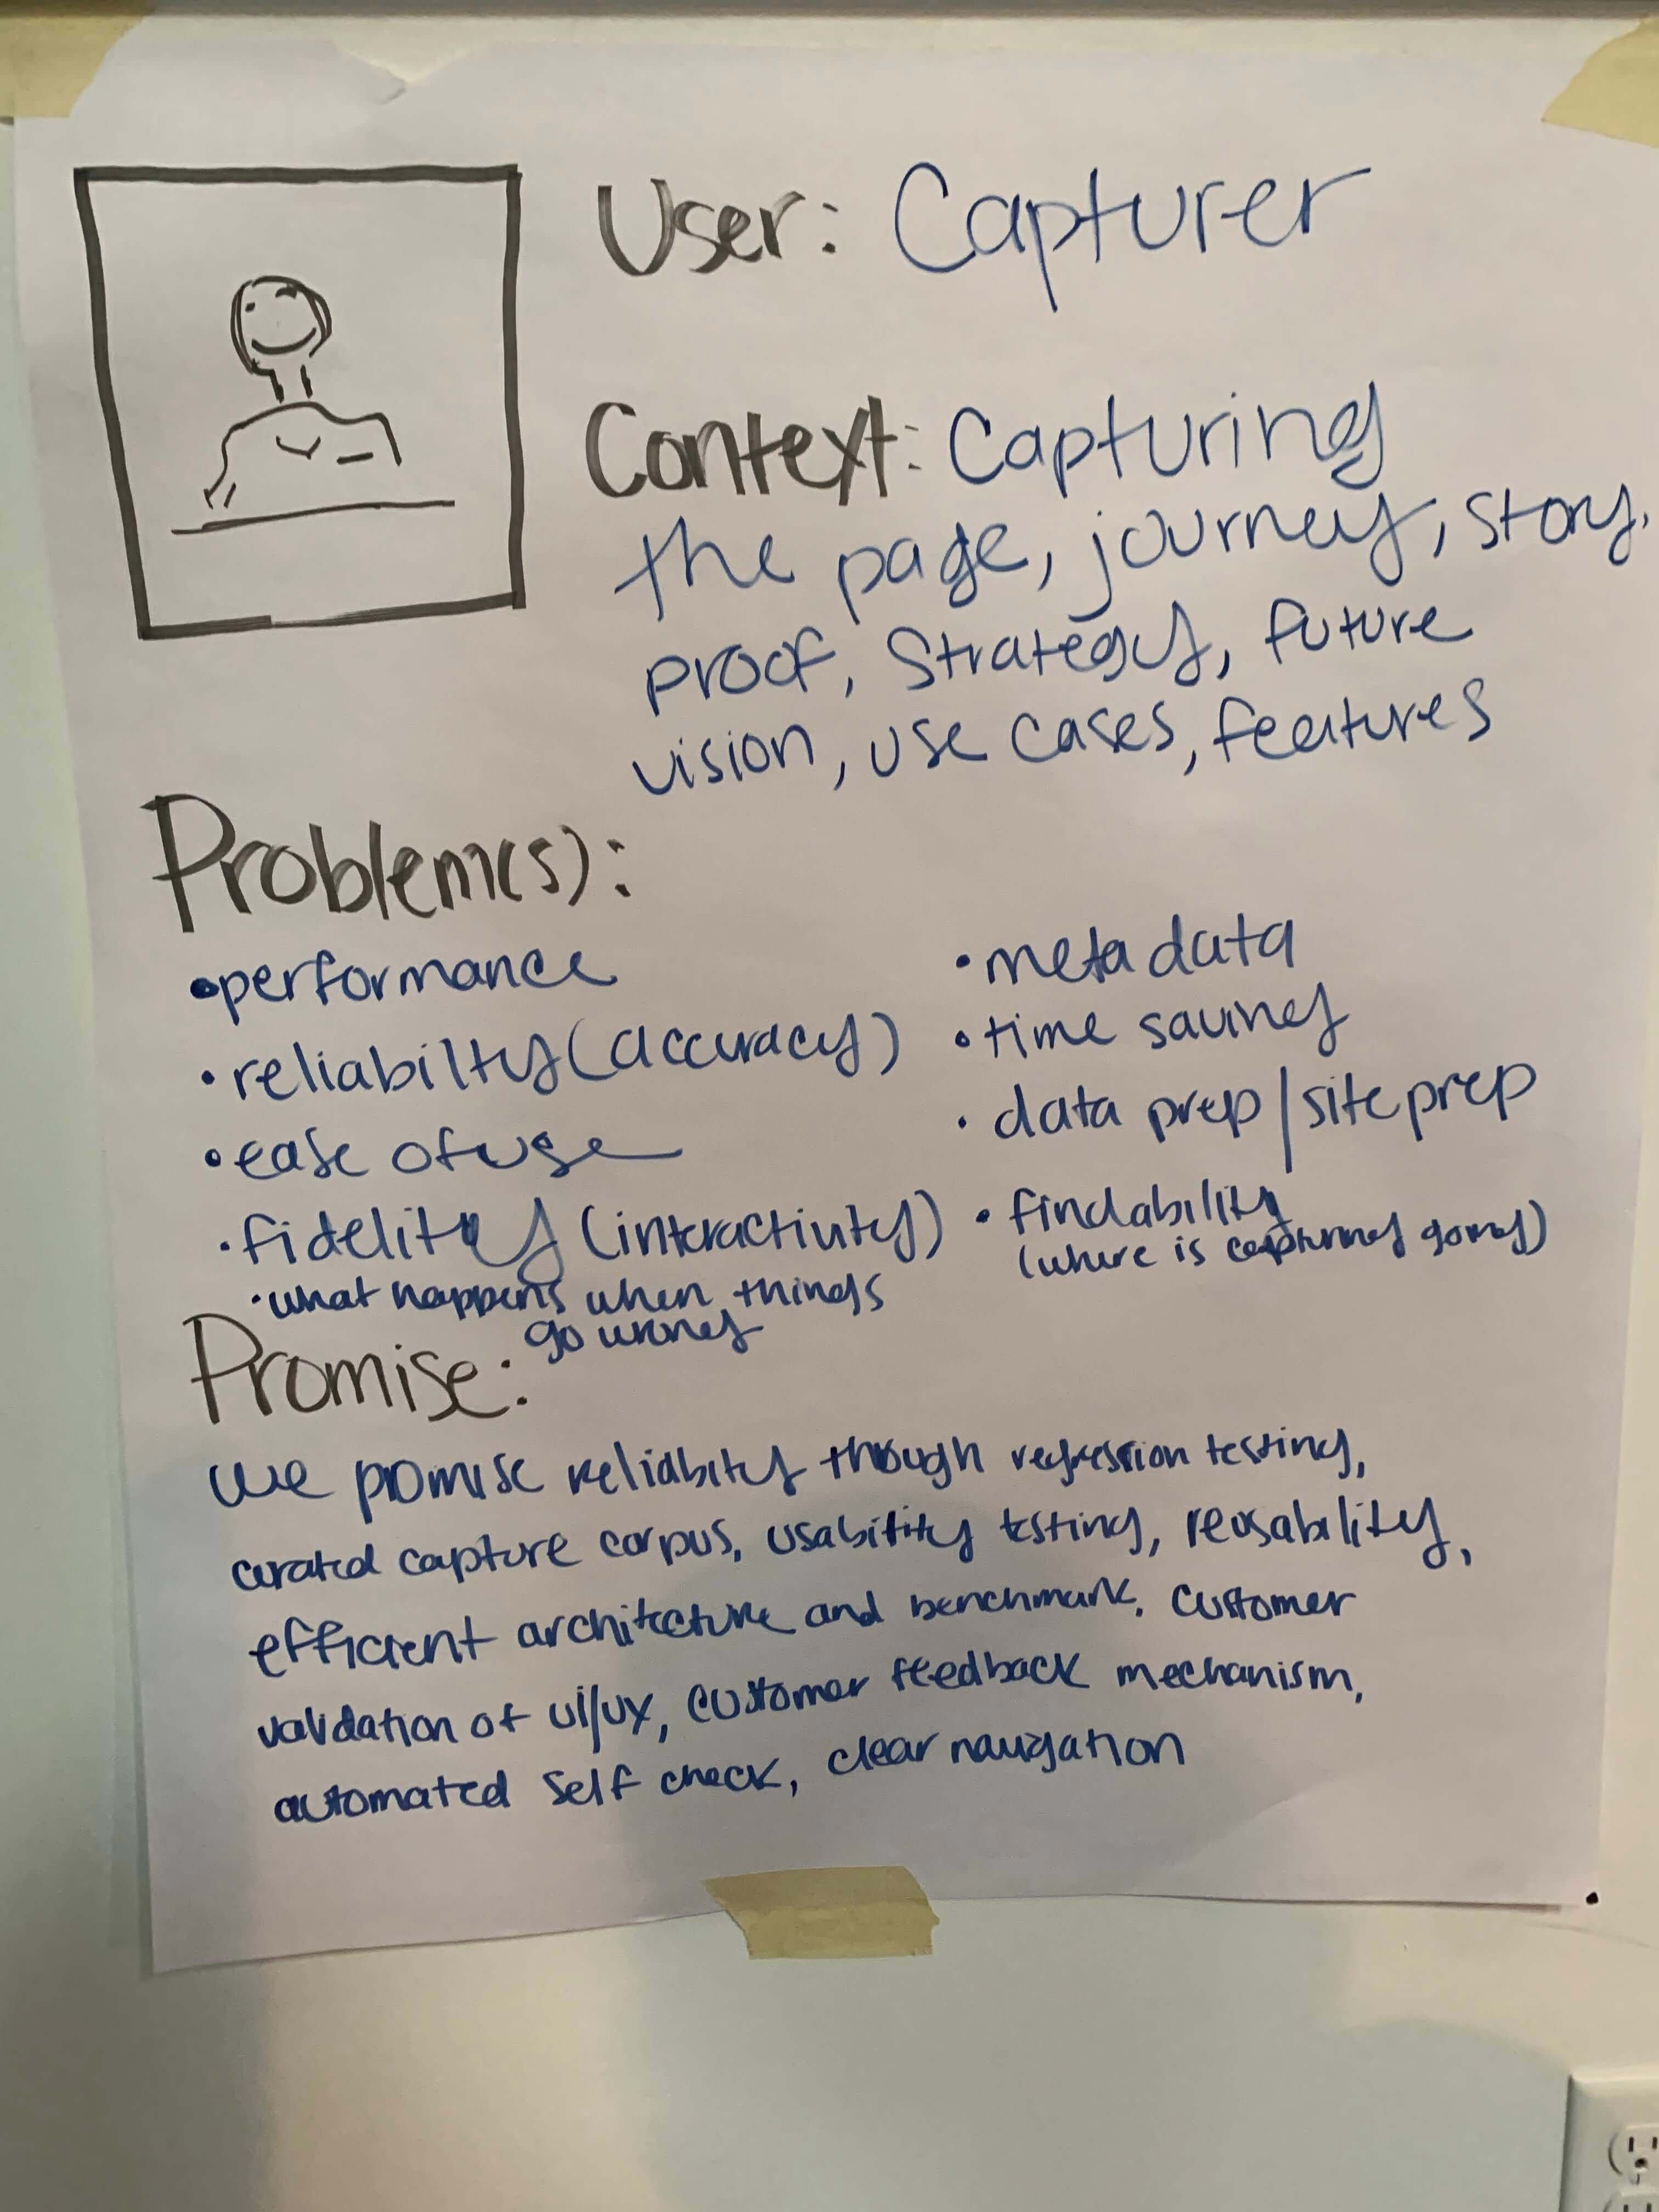 User: Capturer
Context: Capturing
the page, journey, story,
proof, Strategy, future
vision, use cases, features
Problem(s):
• performance
• reliabilty (accuracy)
• ease of use
• fidelity (interactivity)
• what happens when things
go wrong
• metadata
• time saving
• data prep/site prep
• findability
(where is capturing going)
Promise:
we promise reliability though regression testing,
curated capture corpus, usability testing, reusability,
efficient architecture and benchmark, customer
validation of ui/ux, customer feedback mechanism,
automated self check, clear navigation